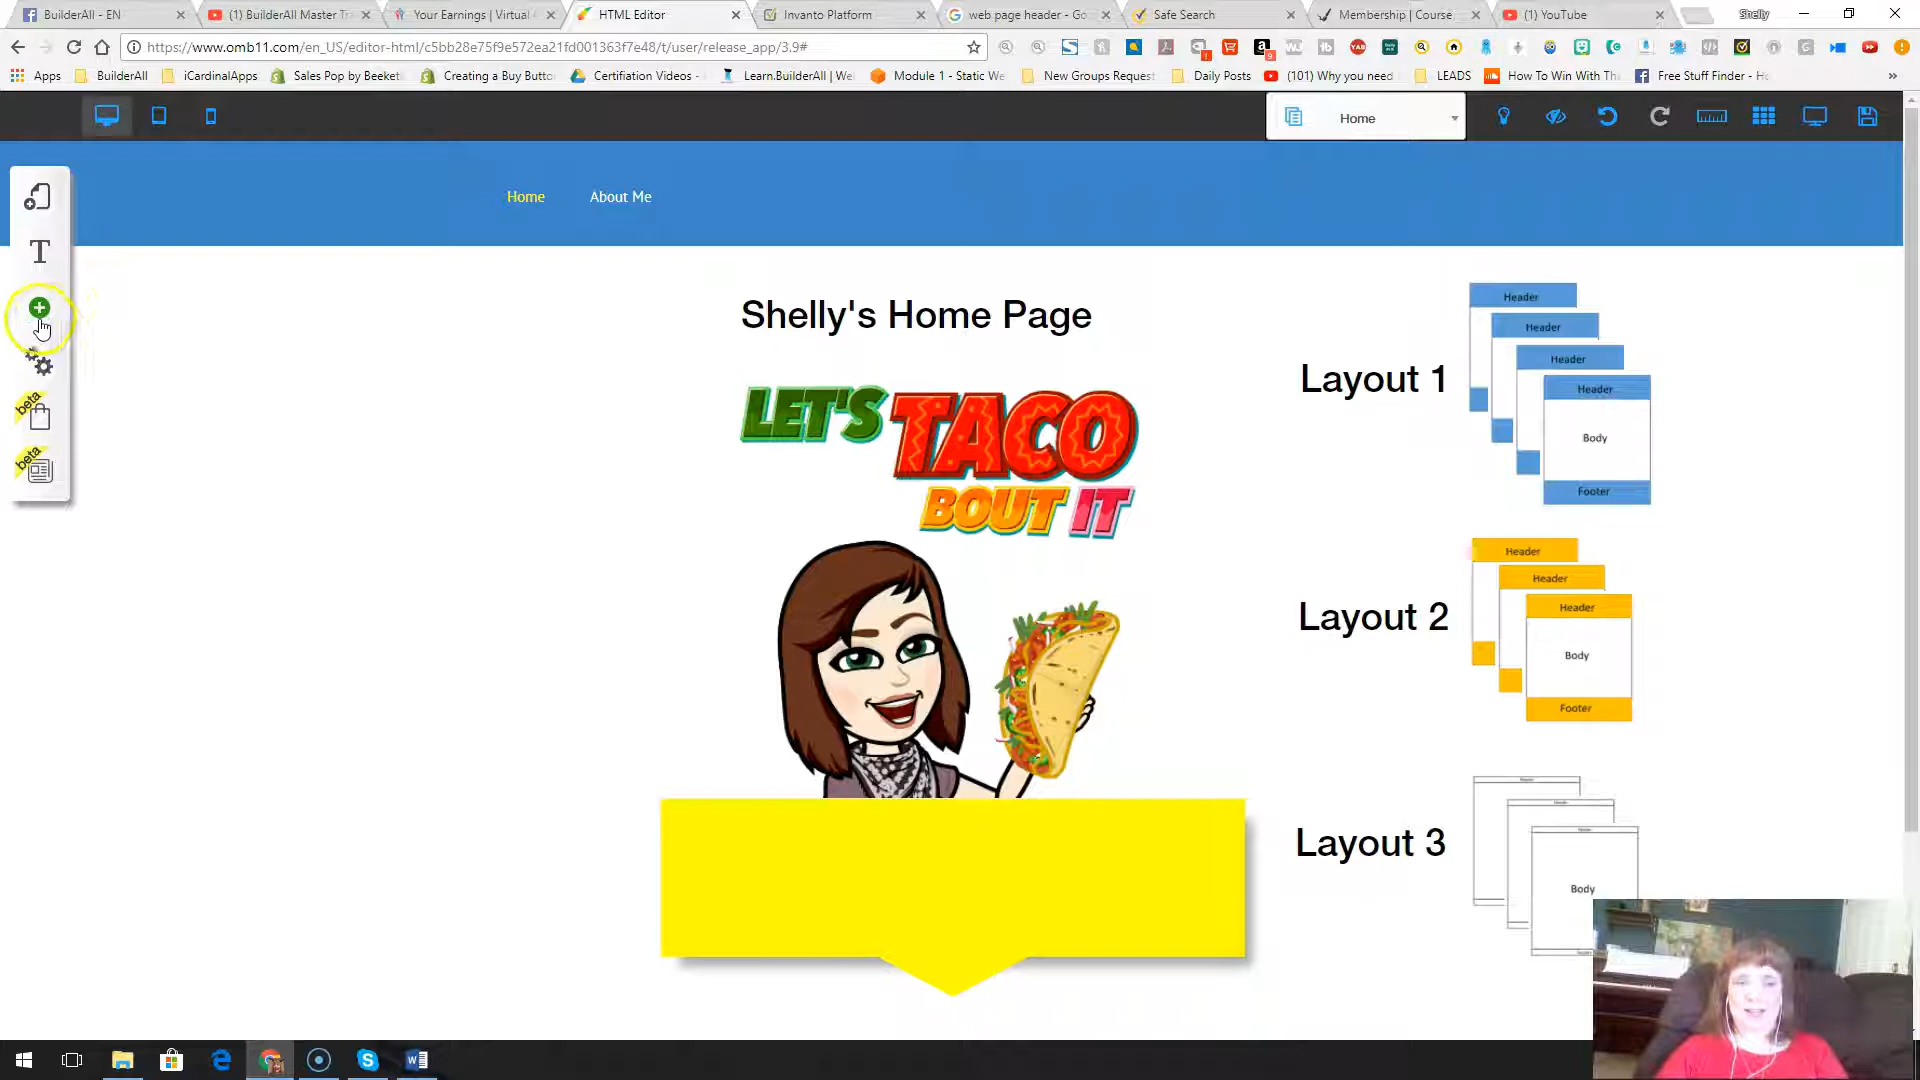 BuilderAll - EN
(1) BuilderAll Master Tr
Your Earnings | Virtual
HTML Editor
Invanto Platform
web page header - Go
Safe Search
Membership | Course
(1) YouTube
Shelly
https://www.omb11.com/en_US/editor-html/c5bb28e75f9e572ea21fd001363f7e48/t/user/release_app/3.9#
Apps
BuilderAll
iCardinalApps
Sales Pop by Beeket
Creating a Buy Butto
Certifiation Videos -
Learn.BuilderAll | We
Module 1 - Static We
New Groups Request
Daily Posts
(101) Why you need
LEADS
How To Win With Th
Free Stuff Finder - Ho
Home
Home
About Me
T
beta
beta
Shelly's Home Page
LET'S TACO
BOUT IT
Layout 1
Header
Header
Header
Header
Body
Footer
Layout 2
Header
Header
Header
Body
Footer
Layout 3
Header
Header
Header
Body